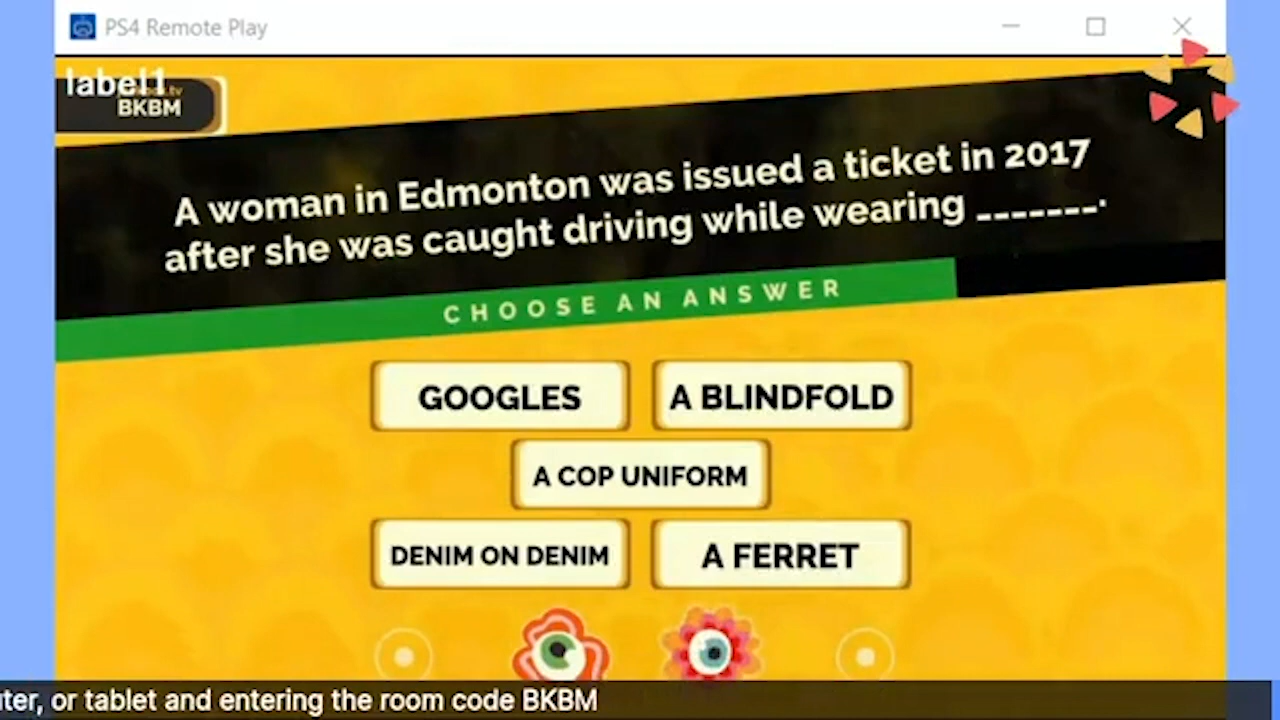 PS4 Remote Play
label1
BKBM
A woman in Edmonton was issued a ticket in 2017
after she was caught driving while wearing _______.
CHOOSE AN ANSWER
GOOGLES
A BLINDFOLD
A COP UNIFORM
DENIM ON DENIM
A FERRET
uter, or tablet and entering the room code BKBM